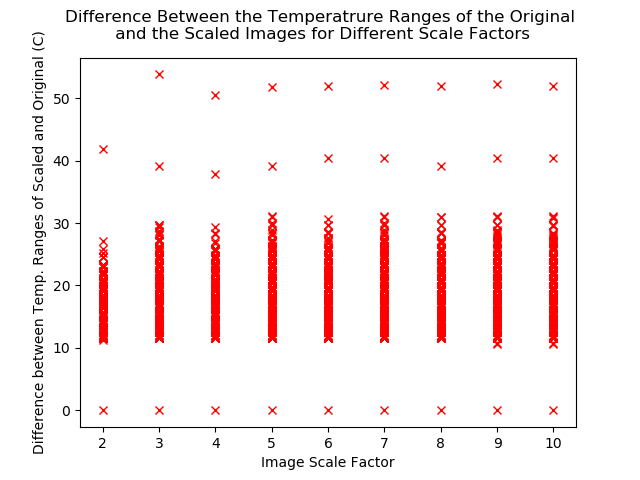 Difference Between the Temperatrure Ranges of the Original
and the Scaled Images for Different Scale Factors
Difference between Temp. Ranges of Scaled and Original (C)
50
40
30
20
10
0
2 3 4 5 6 7 8 9 10
Image Scale Factor